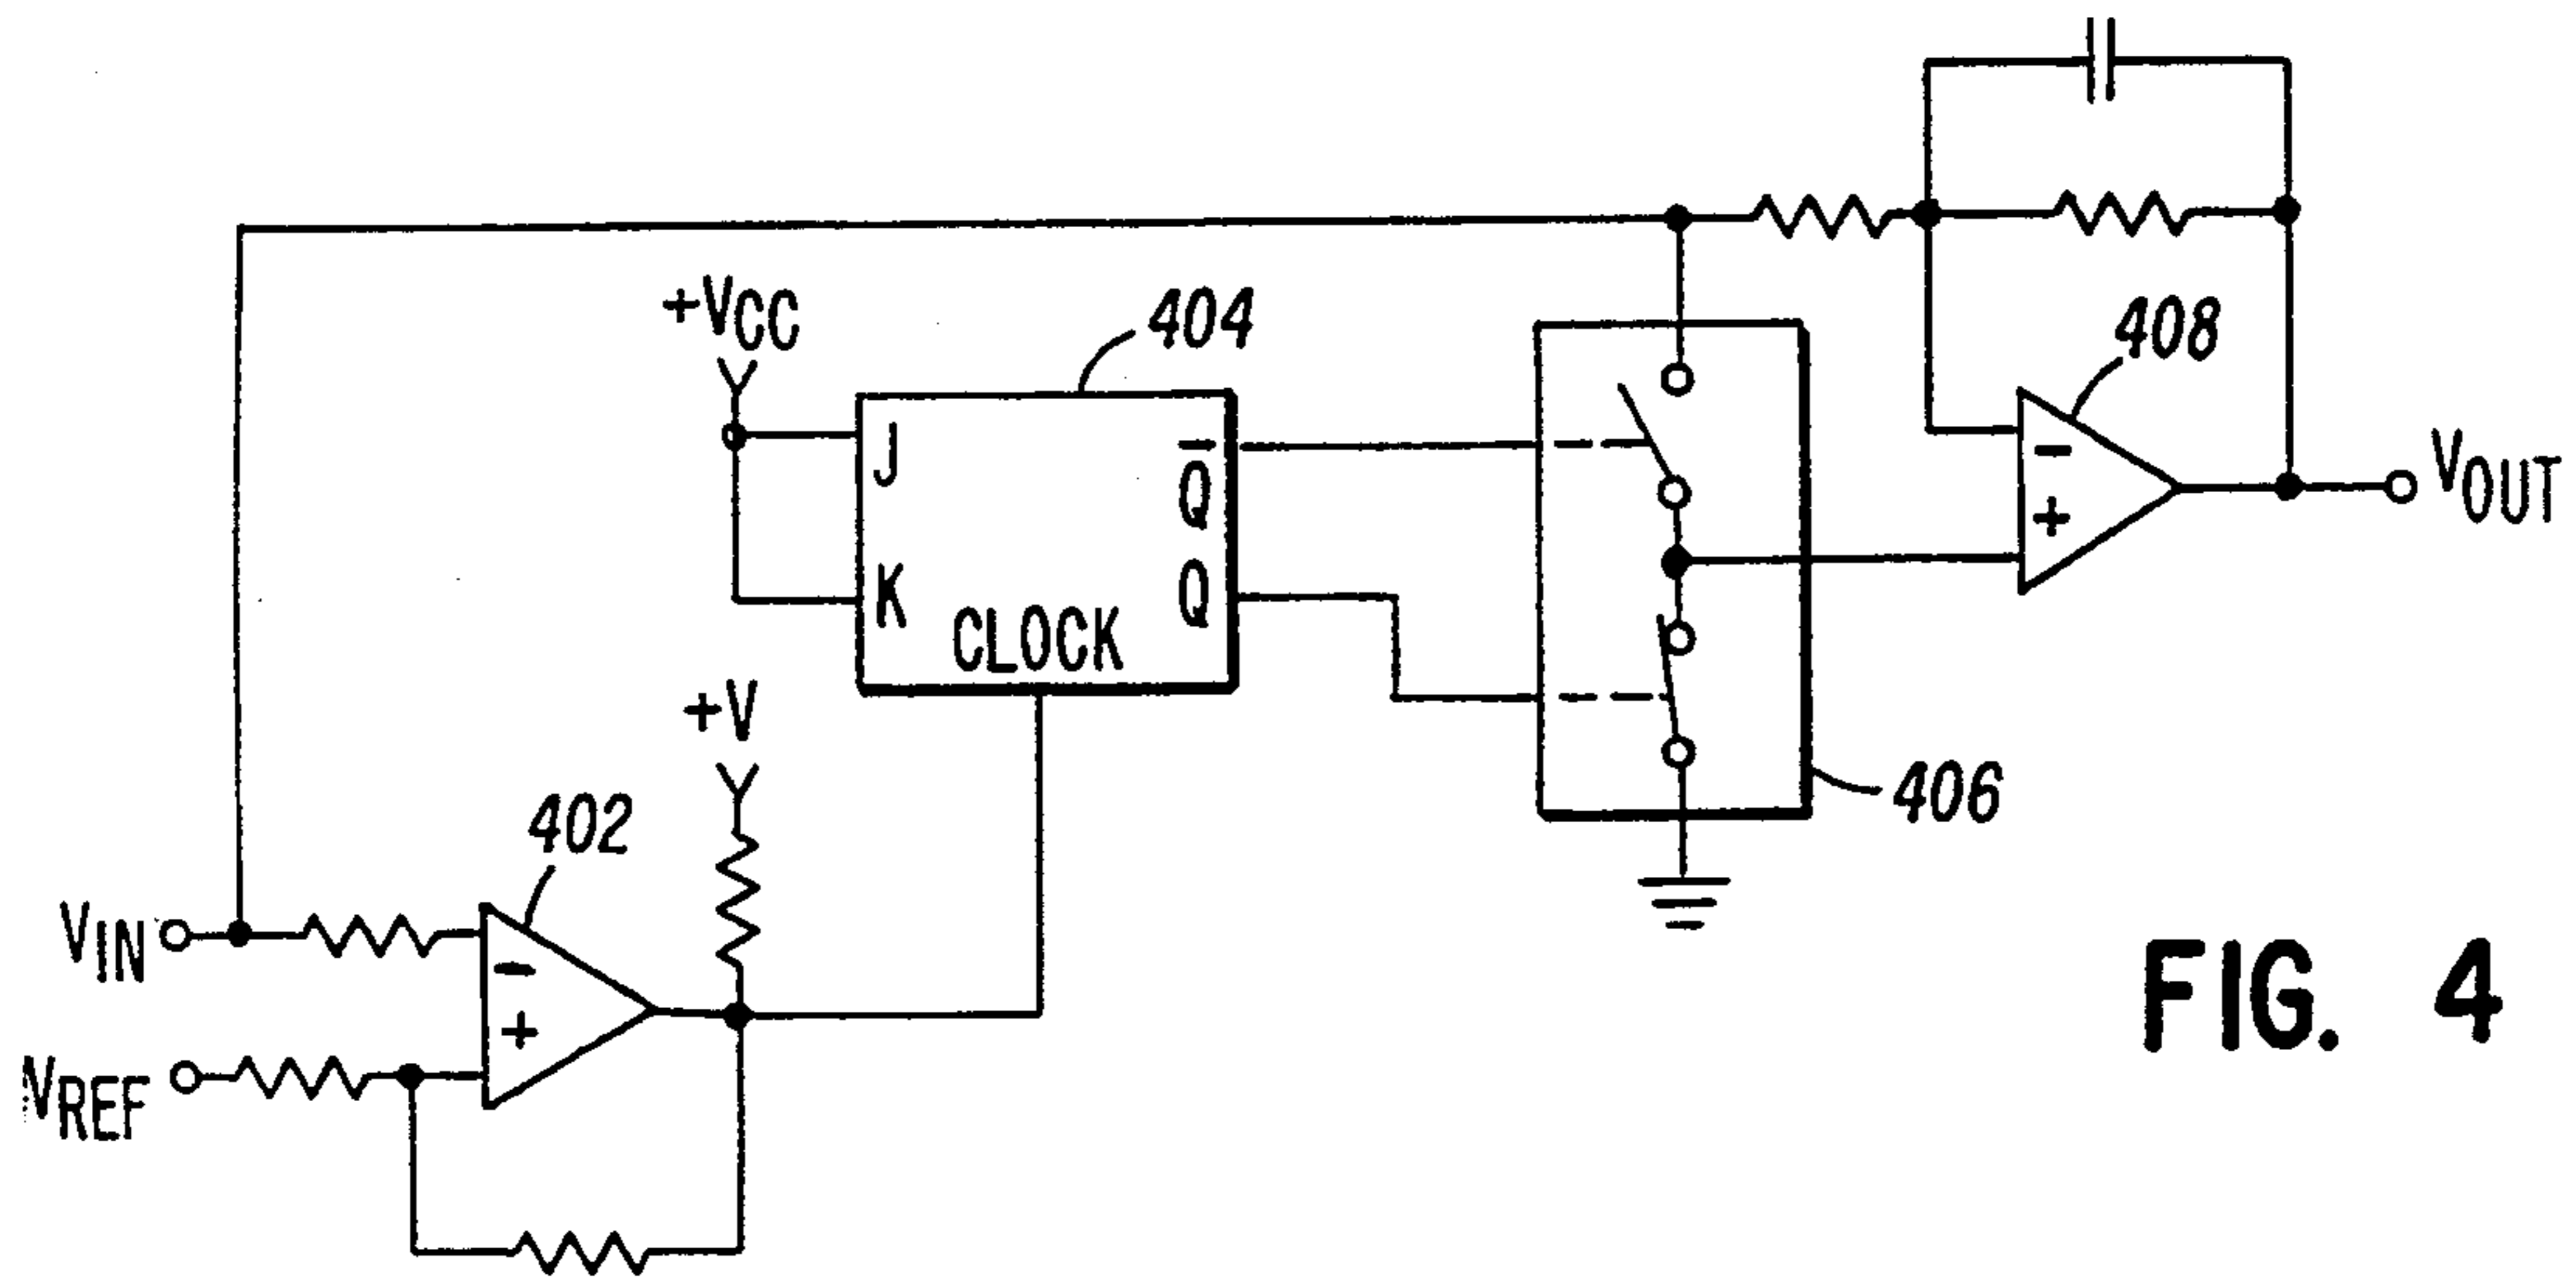 +VCC
404
408
J
Q
−
+
VOUT
K
Q
CLOCK
+V
402
406
VIN
−
+
VREF
FIG. 4